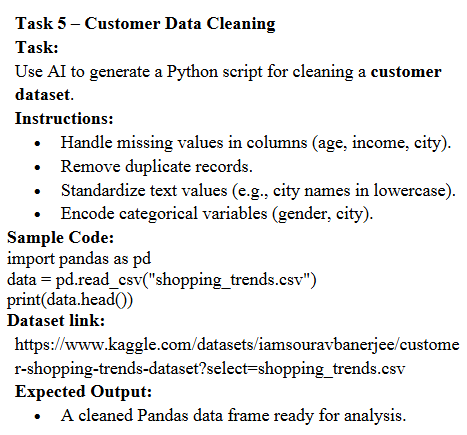 Task 5 – Customer Data Cleaning
Task:
Use AI to generate a Python script for cleaning a customer
dataset.
Instructions:
• Handle missing values in columns (age, income, city).
• Remove duplicate records.
• Standardize text values (e.g., city names in lowercase).
• Encode categorical variables (gender, city).
Sample Code:
import pandas as pd
data = pd.read_csv("shopping_trends.csv")
print(data.head())
Dataset link:
https://www.kaggle.com/datasets/iamsouravbanerjee/custome
r-shopping-trends-dataset?select=shopping_trends.csv
Expected Output:
• A cleaned Pandas data frame ready for analysis.